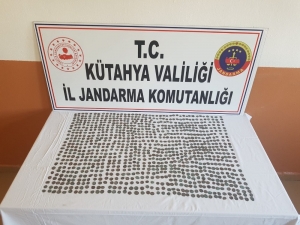 T.C.
KÜTAHYA VALİLİĞİ
İL JANDARMA KOMUTANLIĞI